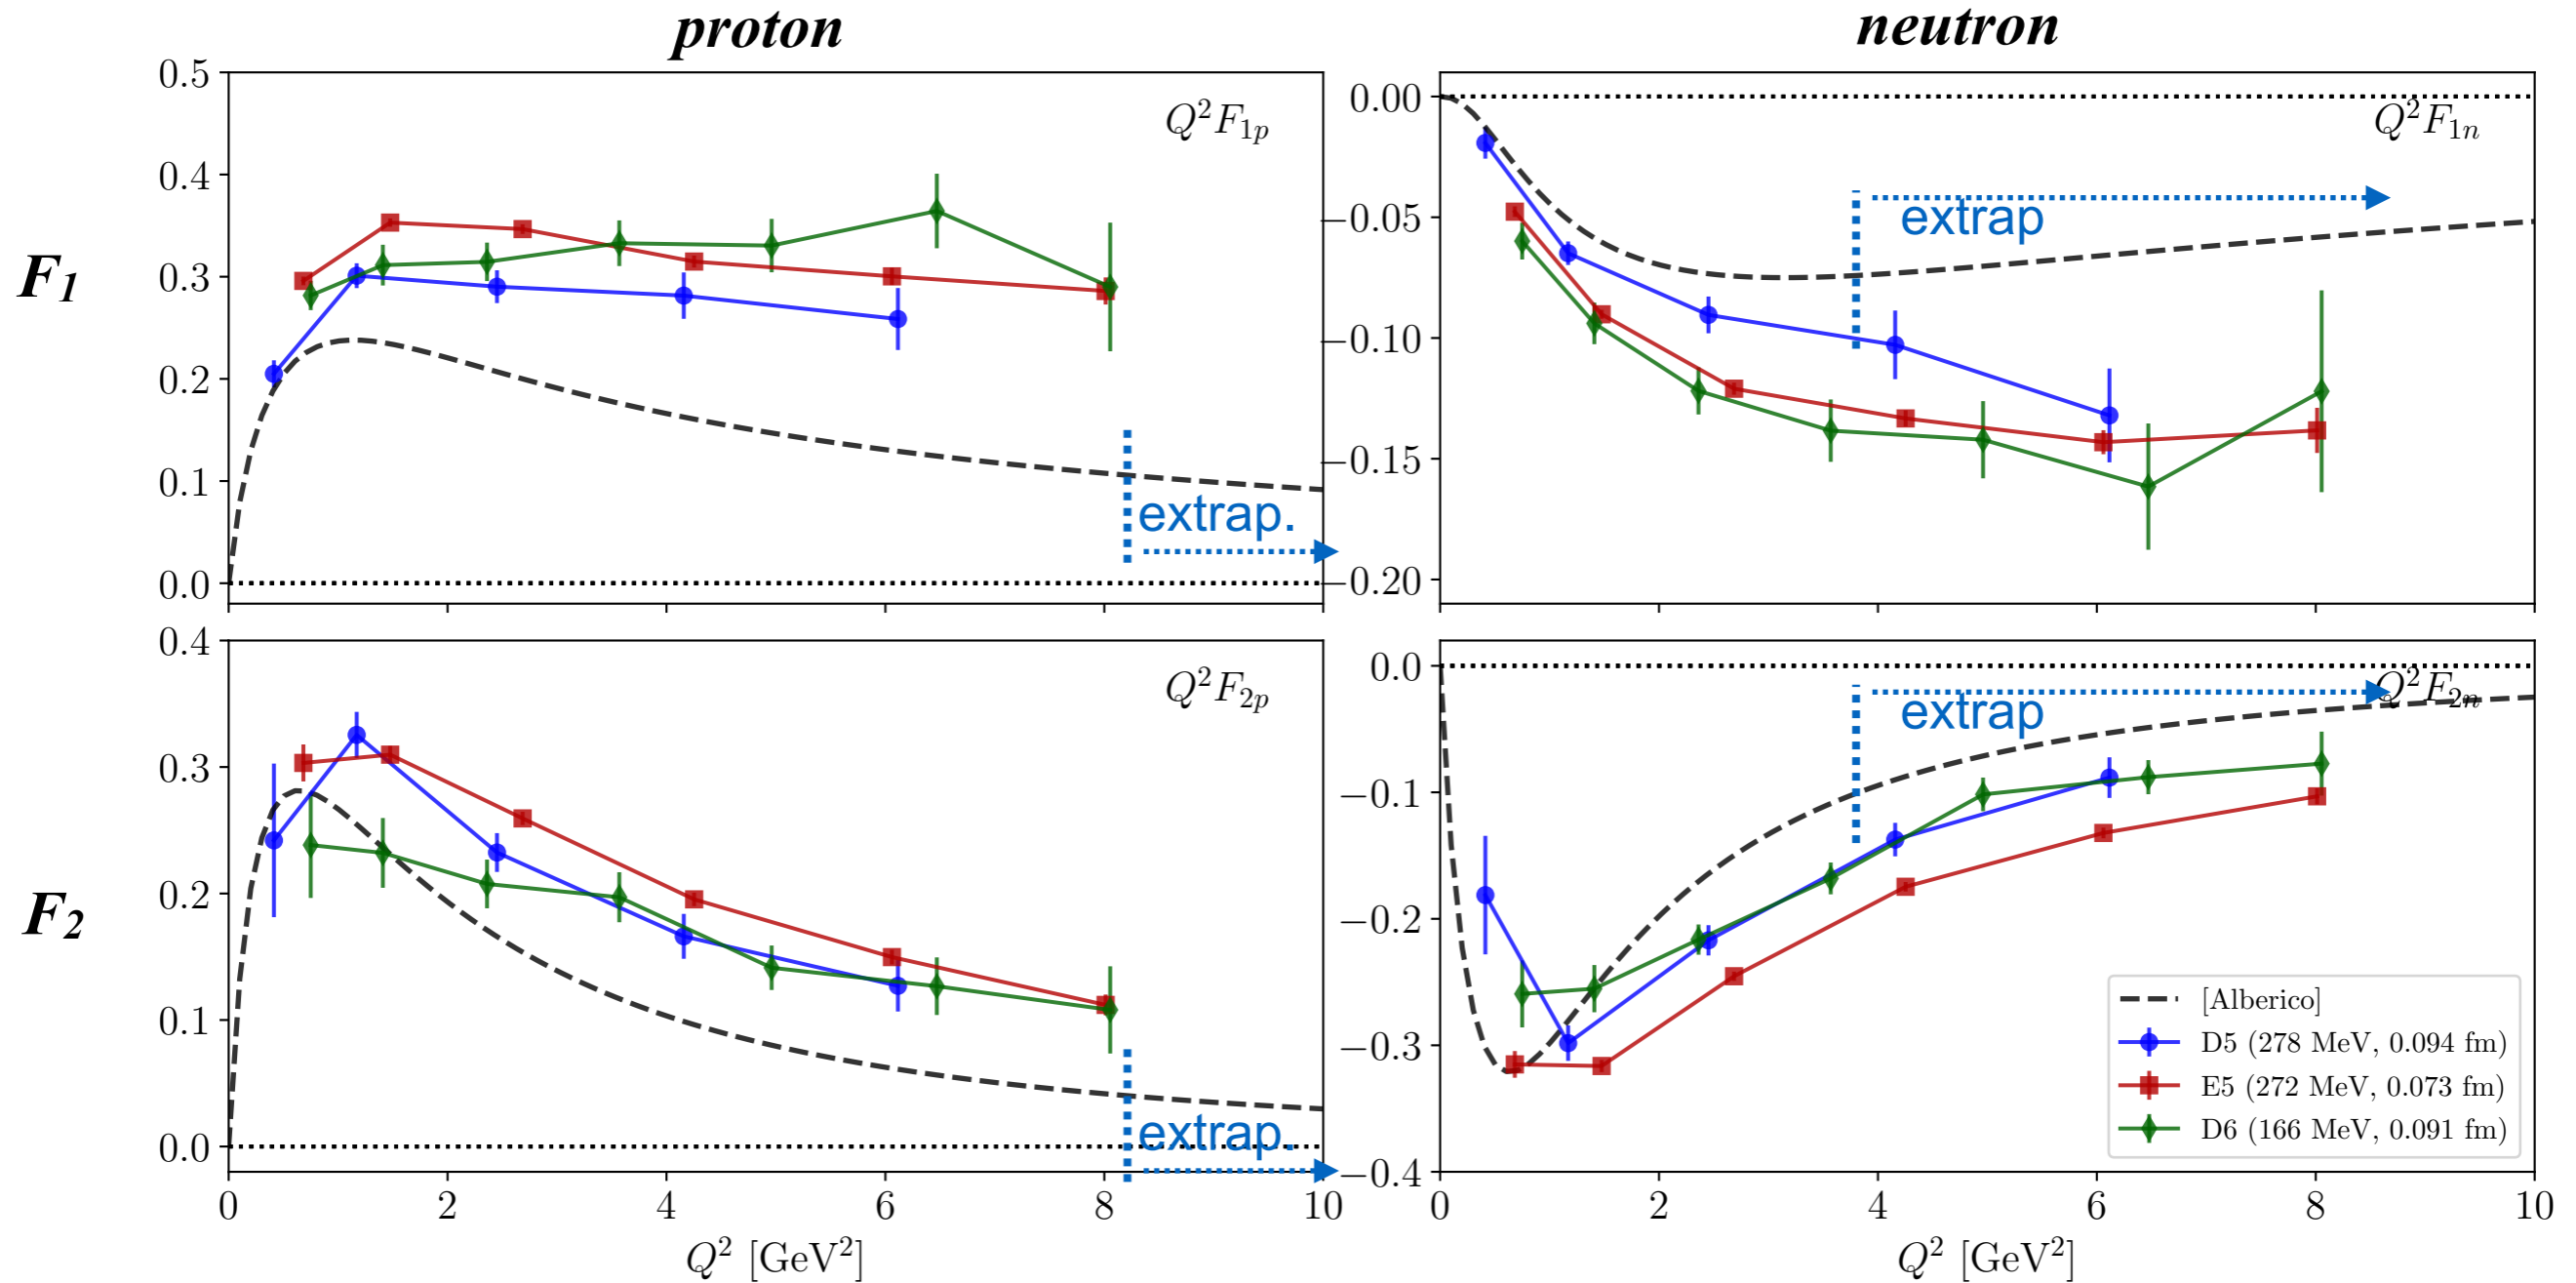 proton
neutron
F₁
0.5
0.4
0.3
0.2
0.1
0.0
Q²F₁ₚ
extrap.
0.00
−0.05
−0.10
−0.15
−0.20
Q²F₁ₙ
extrap
F₂
0.4
0.3
0.2
0.1
0.0
Q²F₂ₚ
extrap.
0 2 4 6 8 10
Q² [GeV²]
0.0
−0.1
−0.2
−0.3
−0.4
Q²F₂ₙ
extrap
[Alberico]
D5 (278 MeV, 0.094 fm)
E5 (272 MeV, 0.073 fm)
D6 (166 MeV, 0.091 fm)
0 2 4 6 8 10
Q² [GeV²]